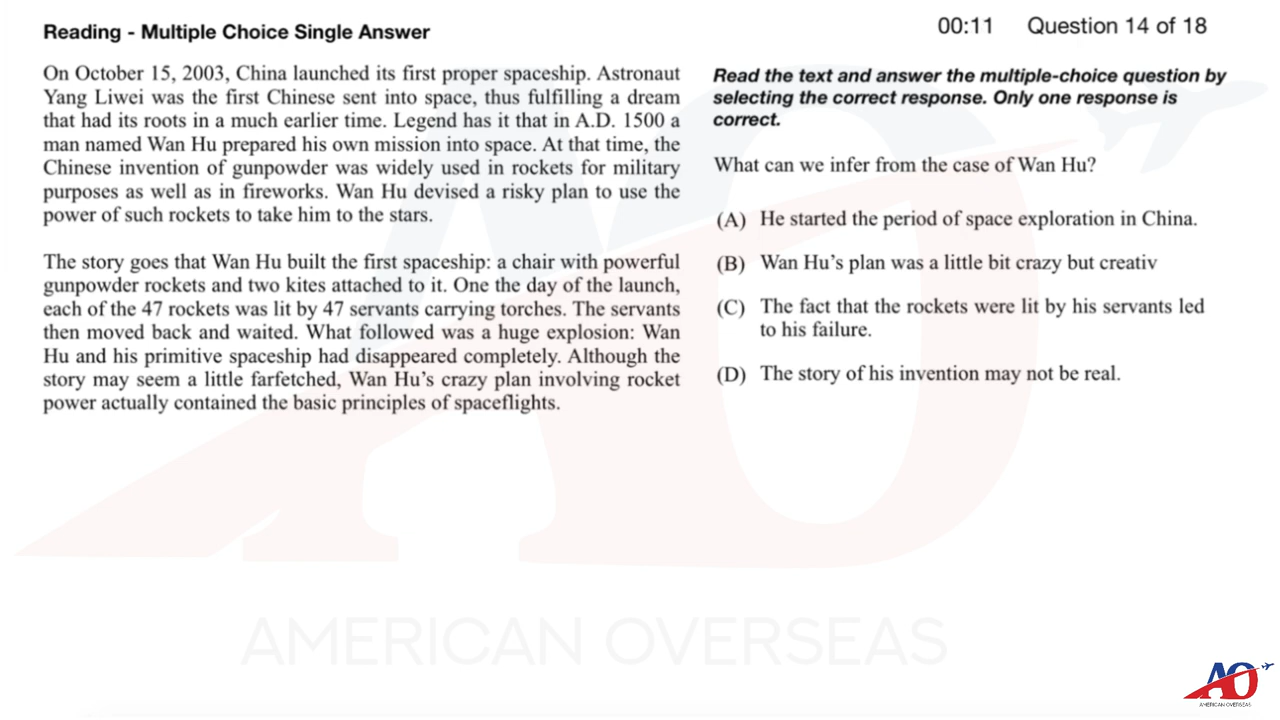 Reading - Multiple Choice Single Answer
00:11 Question 14 of 18
On October 15, 2003, China launched its first proper spaceship. Astronaut
Yang Liwei was the first Chinese sent into space, thus fulfilling a dream
that had its roots in a much earlier time. Legend has it that in A.D. 1500 a
man named Wan Hu prepared his own mission into space. At that time, the
Chinese invention of gunpowder was widely used in rockets for military
purposes as well as in fireworks. Wan Hu devised a risky plan to use the
power of such rockets to take him to the stars.
The story goes that Wan Hu built the first spaceship: a chair with powerful
gunpowder rockets and two kites attached to it. One the day of the launch,
each of the 47 rockets was lit by 47 servants carrying torches. The servants
then moved back and waited. What followed was a huge explosion: Wan
Hu and his primitive spaceship had disappeared completely. Although the
story may seem a little farfetched, Wan Hu's crazy plan involving rocket
power actually contained the basic principles of spaceflights.
Read the text and answer the multiple-choice question by
selecting the correct response. Only one response is
correct.
What can we infer from the case of Wan Hu?
(A) He started the period of space exploration in China.
(B) Wan Hu's plan was a little bit crazy but creativ
(C) The fact that the rockets were lit by his servants led
to his failure.
(D) The story of his invention may not be real.
AMERICAN OVERSEAS
AO
AMERICAN OVERSEAS